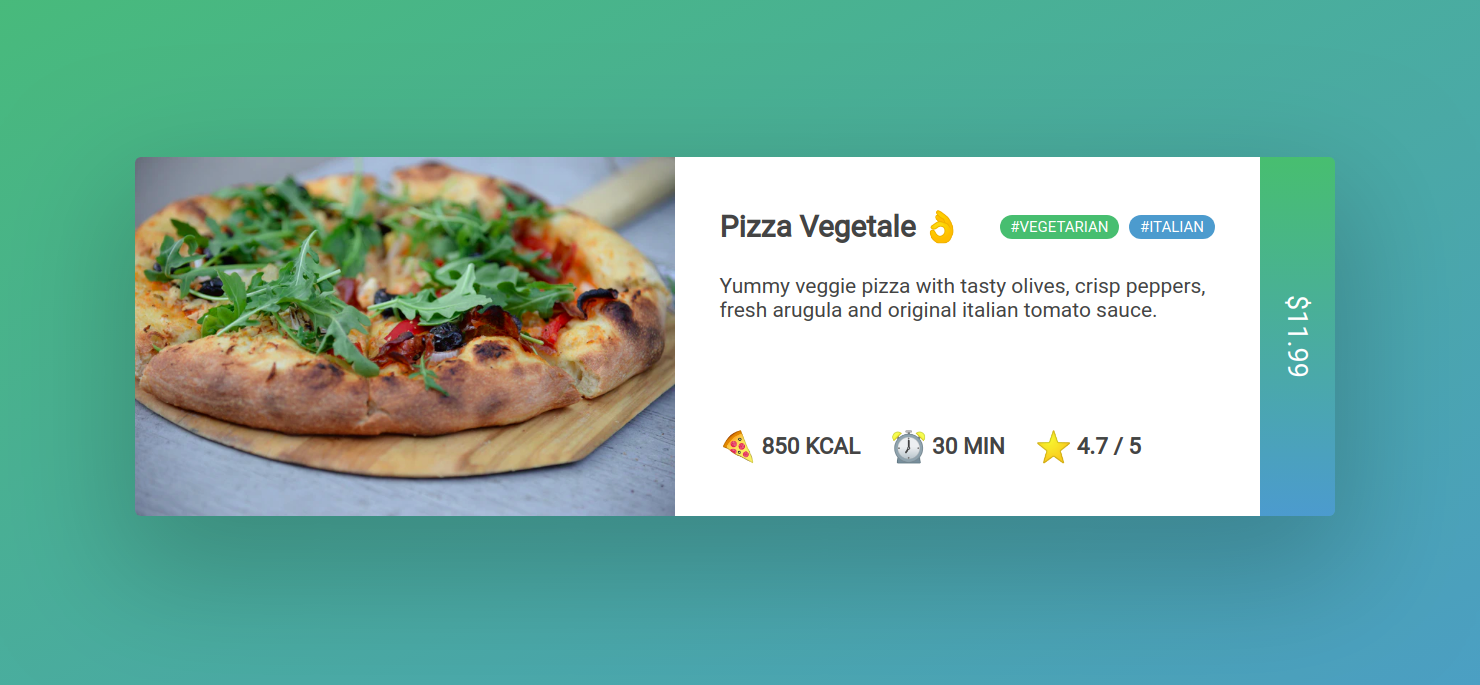 Pizza Vegetale 👌
#VEGETARIAN #ITALIAN
Yummy veggie pizza with tasty olives, crisp peppers,
fresh arugula and original italian tomato sauce.
🍕 850 KCAL ⏰ 30 MIN ⭐ 4.7 / 5
$11.99